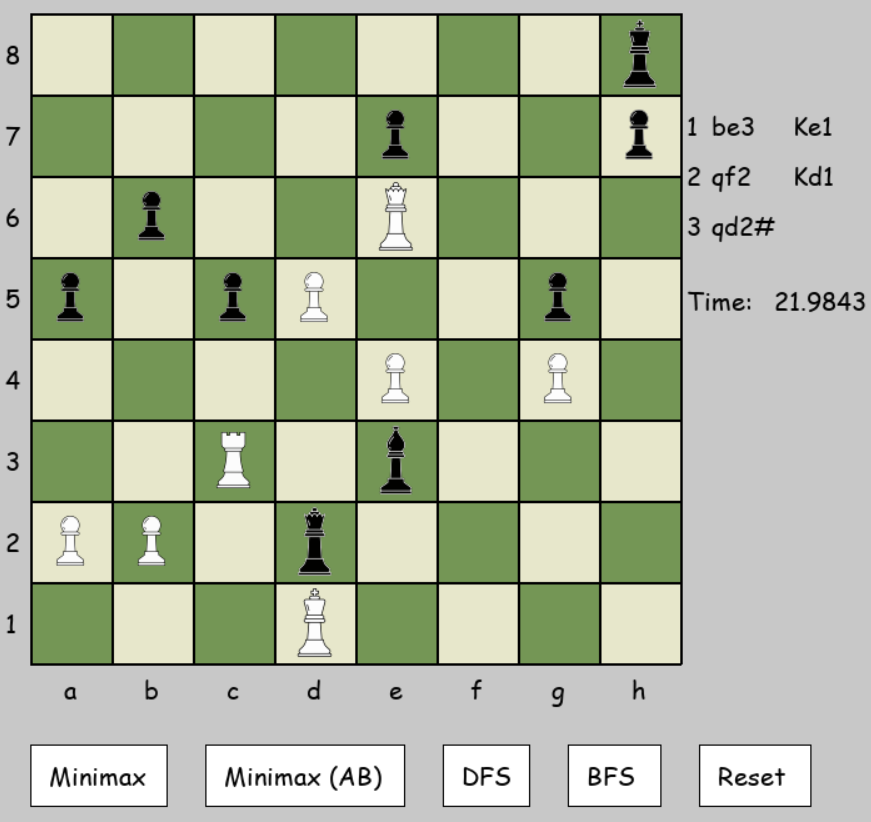 8
7
6
5
4
3
2
1
a b c d e f g h
1 be3 Ke1
2 qf2 Kd1
3 qd2#
Time: 21.9843
Minimax Minimax (AB) DFS BFS Reset